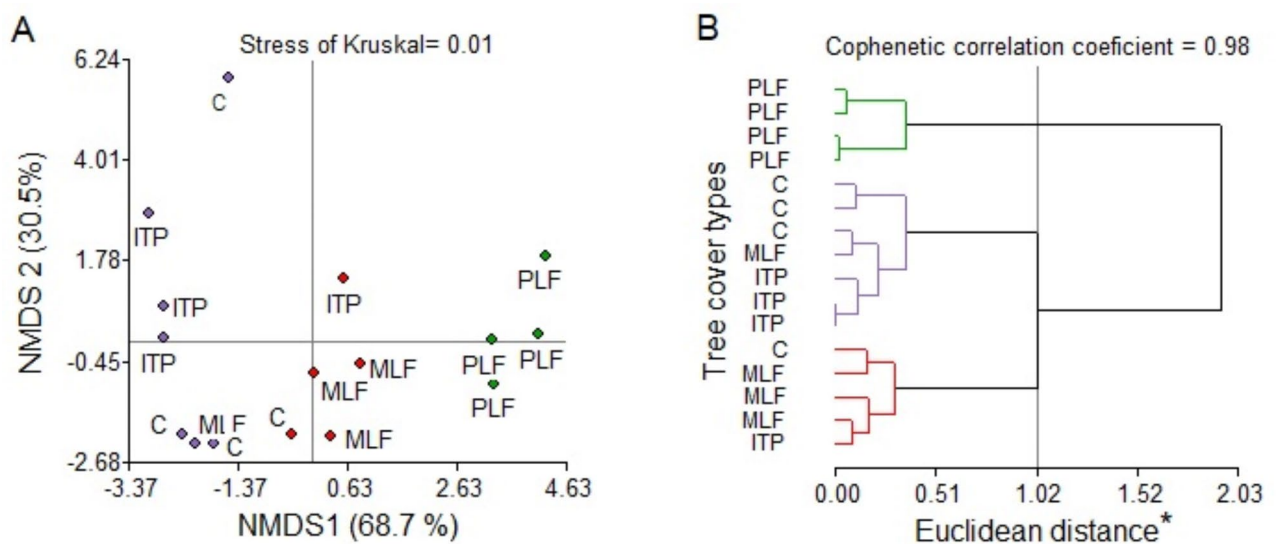 A
Stress of Kruskal= 0.01
6.24
4.01
1.78
-0.45
-2.68
NMDS 2 (30.5%)
C
ITP
ITP
ITP
ITP
PLF
PLF
PLF
PLF
MLF
MLF
C
MLF
C
C
MLF
-3.37
-1.37
0.63
2.63
4.63
NMDS1 (68.7 %)
B
Cophenetic correlation coeficient = 0.98
Tree cover types
PLF
PLF
PLF
PLF
C
C
C
MLF
ITP
ITP
ITP
C
MLF
MLF
MLF
ITP
0.00
0.51
1.02
1.52
2.03
Euclidean distance*